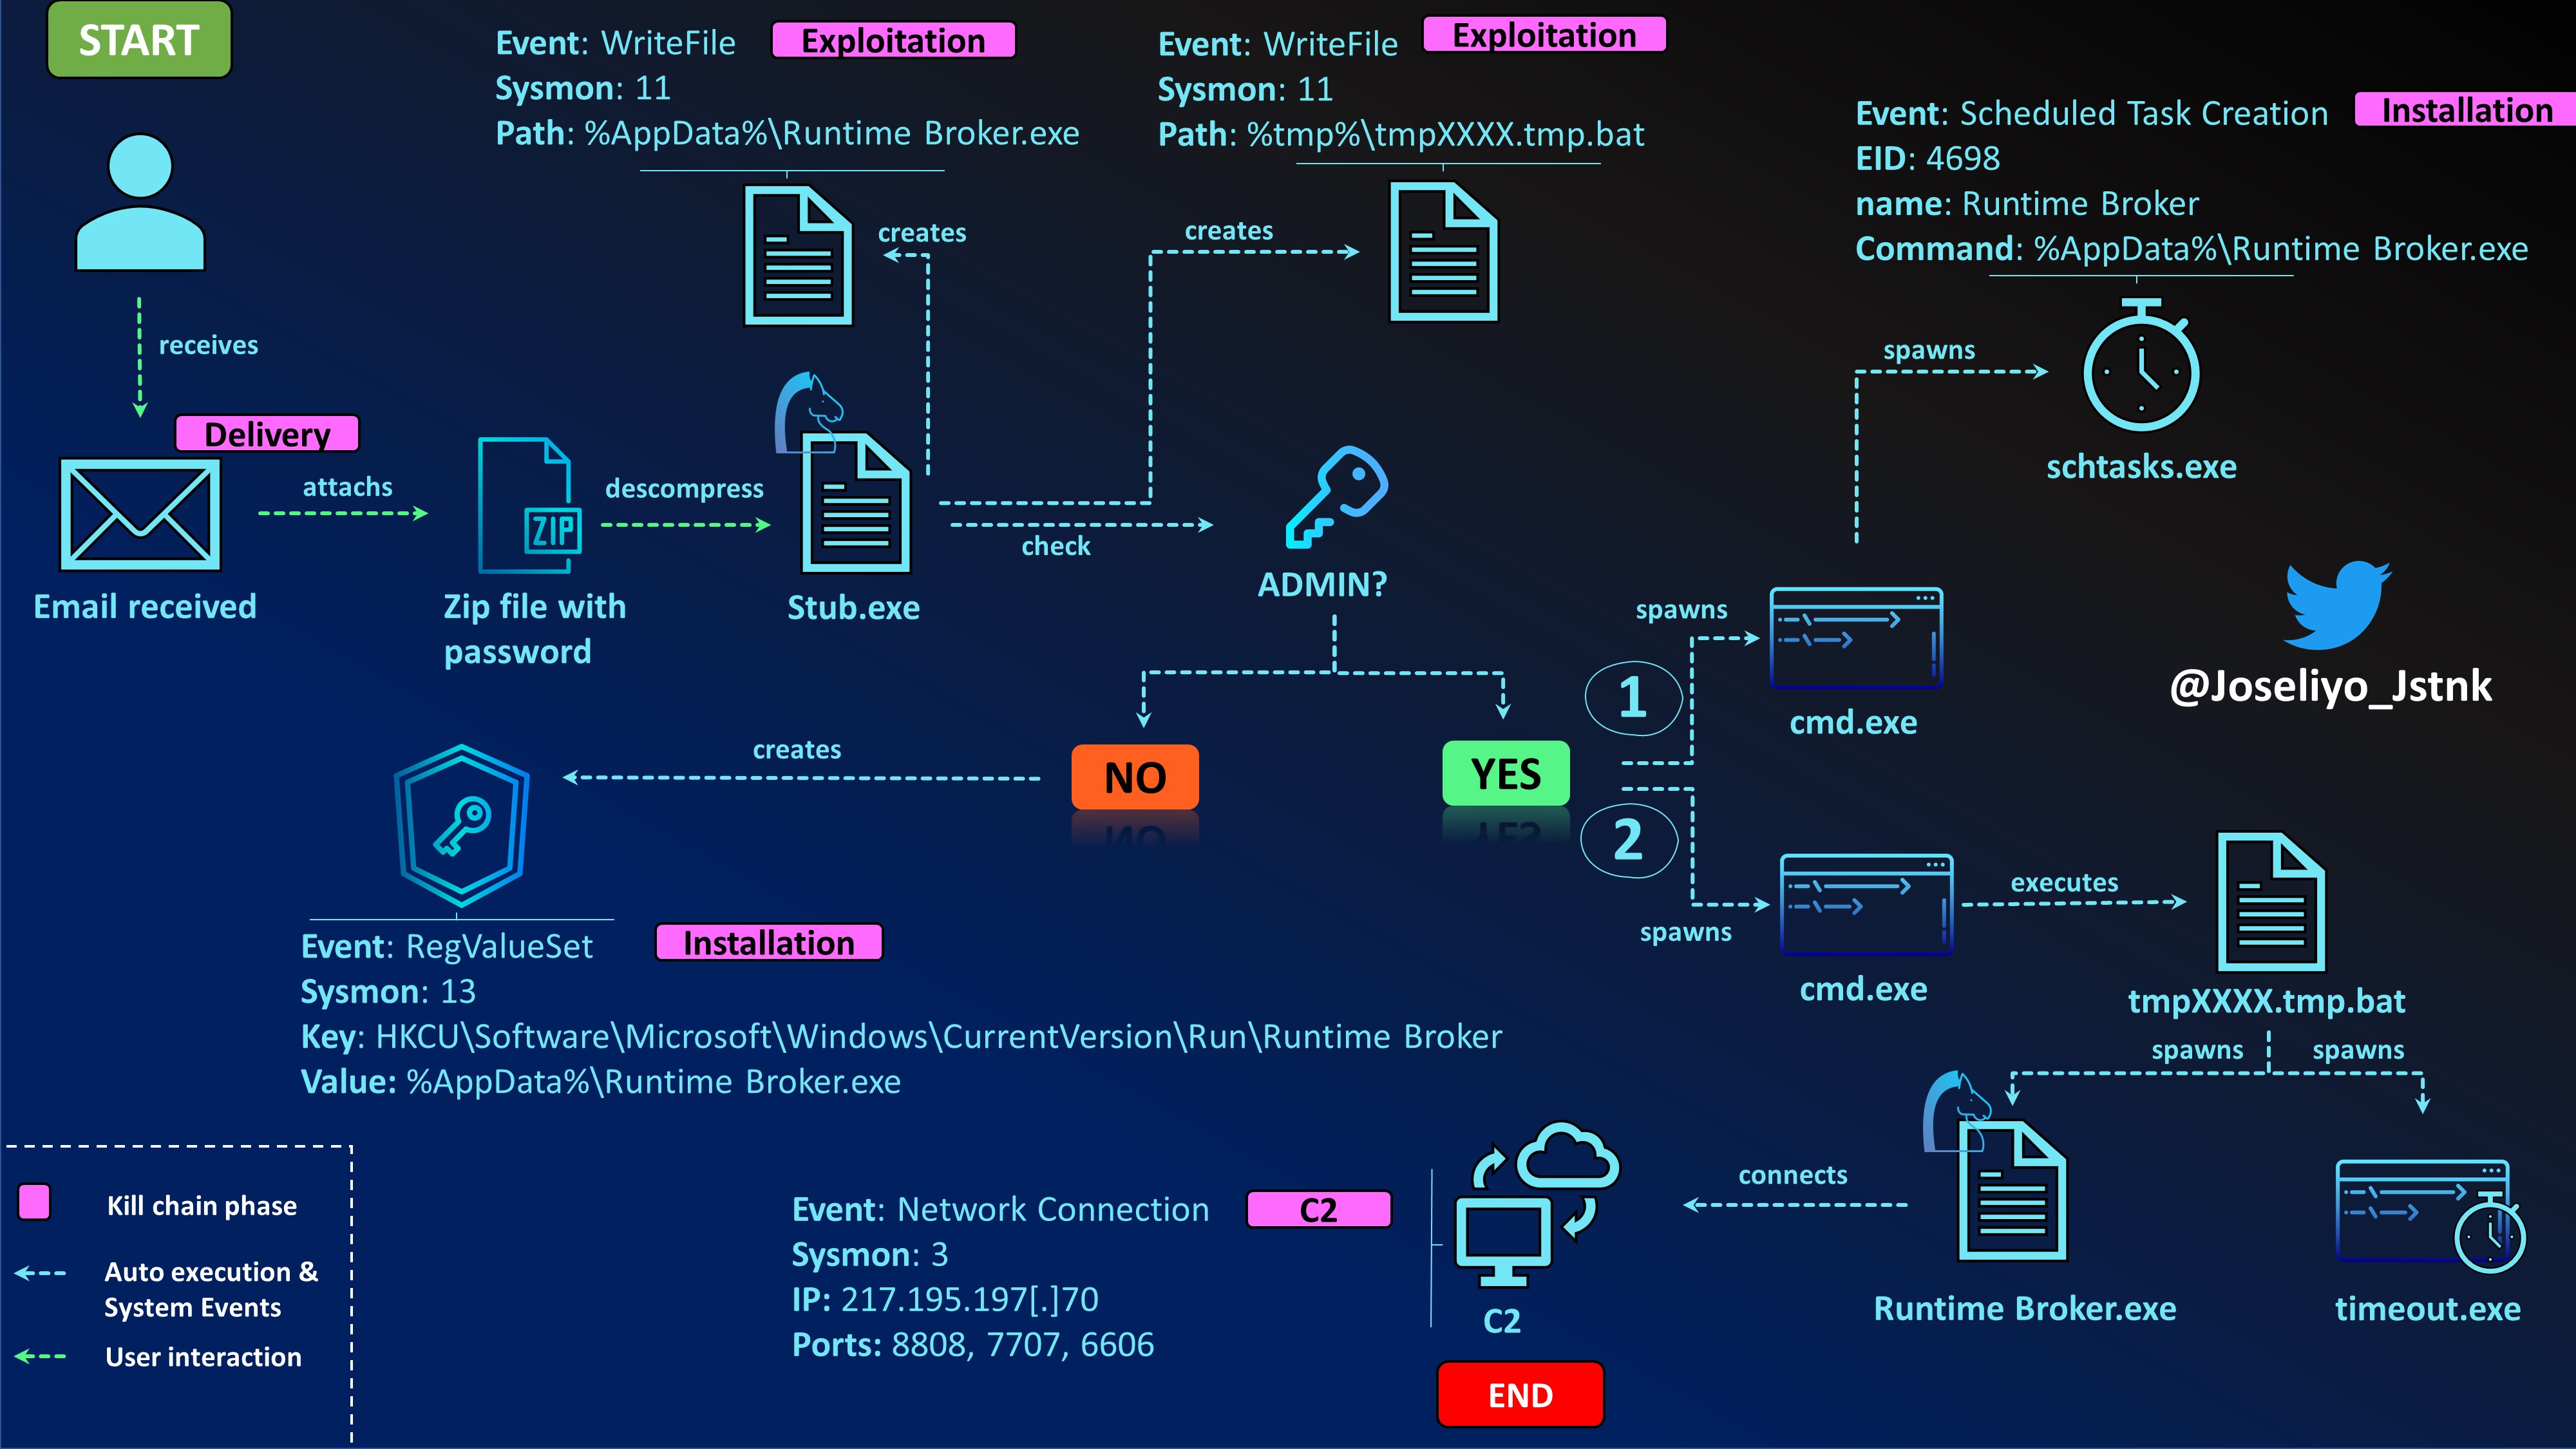 START
Event: WriteFile
Exploitation
Sysmon: 11
Path: %AppData%\Runtime Broker.exe
Event: WriteFile
Exploitation
Sysmon: 11
Path: %tmp%\tmpXXXX.tmp.bat
Event: Scheduled Task Creation
Installation
EID: 4698
name: Runtime Broker
Command: %AppData%\Runtime Broker.exe
creates
creates
receives
spawns
schtasks.exe
Delivery
attachs
descompress
check
Email received
Zip file with
password
Stub.exe
ADMIN?
spawns
1
cmd.exe
@Joseliyo_Jstnk
creates
NO
YES
2
spawns
cmd.exe
executes
tmpXXXX.tmp.bat
spawns
spawns
Event: RegValueSet
Installation
Sysmon: 13
Key: HKCU\Software\Microsoft\Windows\CurrentVersion\Run\Runtime Broker
Value: %AppData%\Runtime Broker.exe
ZIP
Kill chain phase
Auto execution &
System Events
User interaction
Event: Network Connection
C2
Sysmon: 3
IP: 217.195.197[.]70
Ports: 8808, 7707, 6606
C2
connects
Runtime Broker.exe
timeout.exe
END